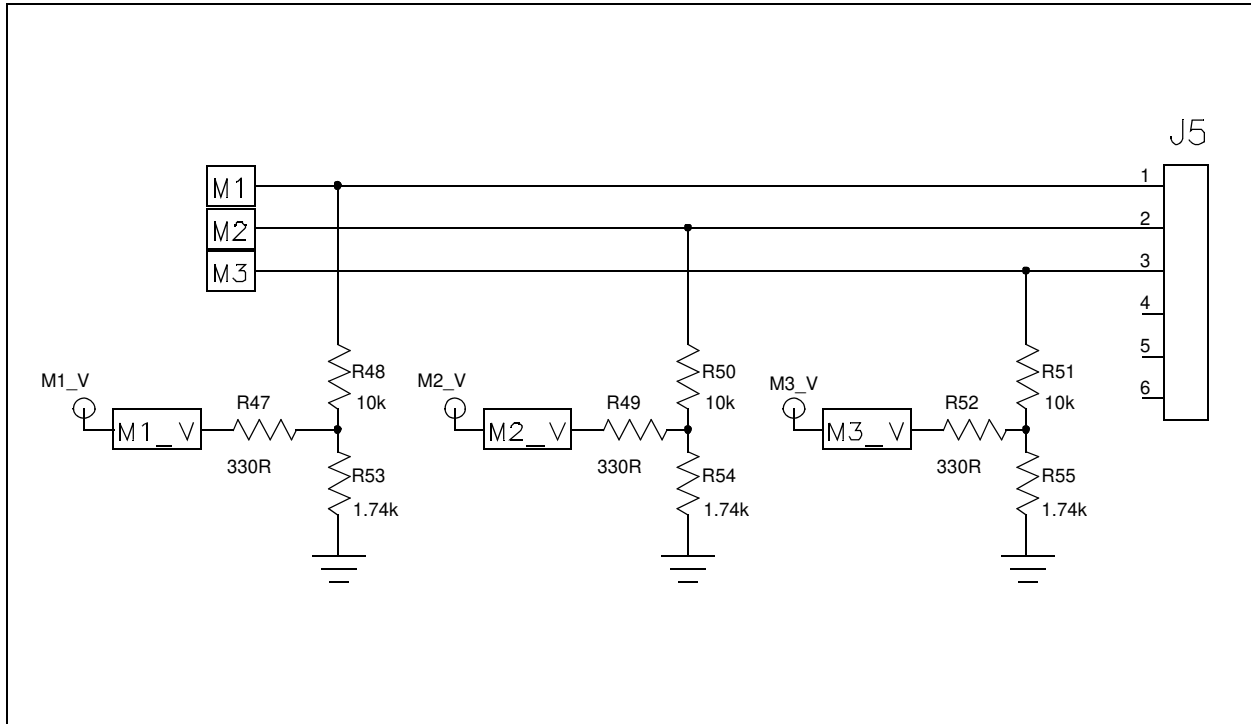 J5
M1
1
M2
2
M3
3
4
5
6
M1_V
M1_V
R47
330R
R48
10k
R53
1.74k
M2_V
M2_V
R49
330R
R50
10k
R54
1.74k
M3_V
M3_V
R52
330R
R51
10k
R55
1.74k